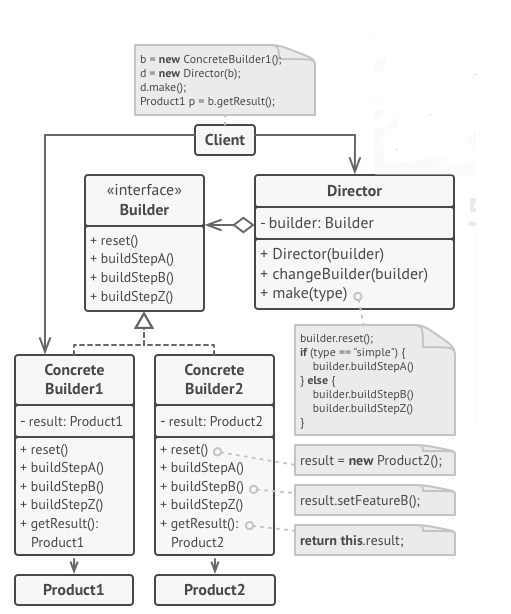 b = new ConcreteBuilder1();
d = new Director(b);
d.make();
Product1 p = b.getResult();
Client
«interface»
Builder
+ reset()
+ buildStepA()
+ buildStepB()
+ buildStepZ()
Director
- builder: Builder
+ Director(builder)
+ changeBuilder(builder)
+ make(type)
builder.reset();
if (type == "simple") {
builder.buildStepA()
} else {
builder.buildStepB()
builder.buildStepZ()
}
Concrete
Builder1
- result: Product1
+ reset()
+ buildStepA()
+ buildStepB()
+ buildStepZ()
+ getResult():
Product1
Concrete
Builder2
- result: Product2
+ reset()
+ buildStepA()
+ buildStepB()
+ buildStepZ()
+ getResult():
Product2
result = new Product2();
result.setFeatureB();
return this.result;
Product1
Product2